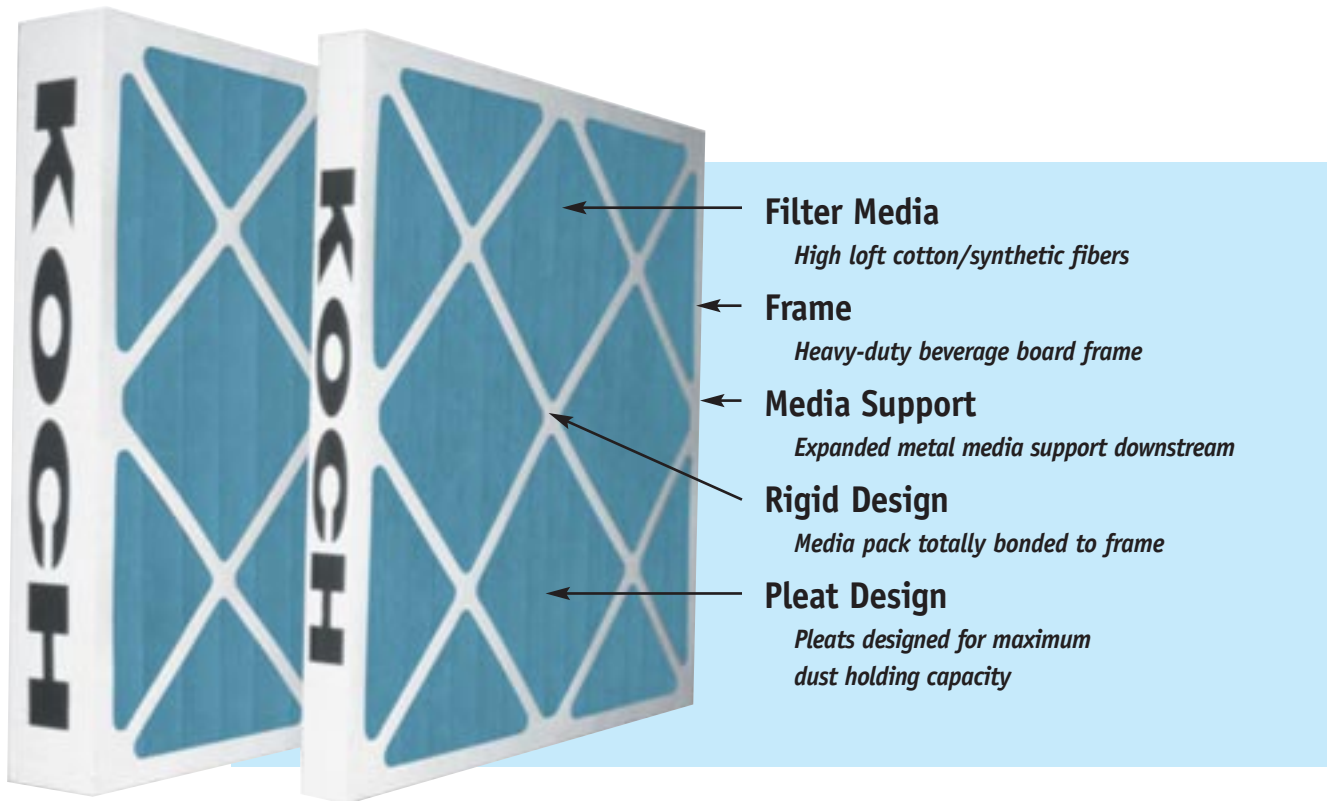 KOCH
KOCH
Filter Media
High loft cotton/synthetic fibers
Frame
Heavy-duty beverage board frame
Media Support
Expanded metal media support downstream
Rigid Design
Media pack totally bonded to frame
Pleat Design
Pleats designed for maximum
dust holding capacity